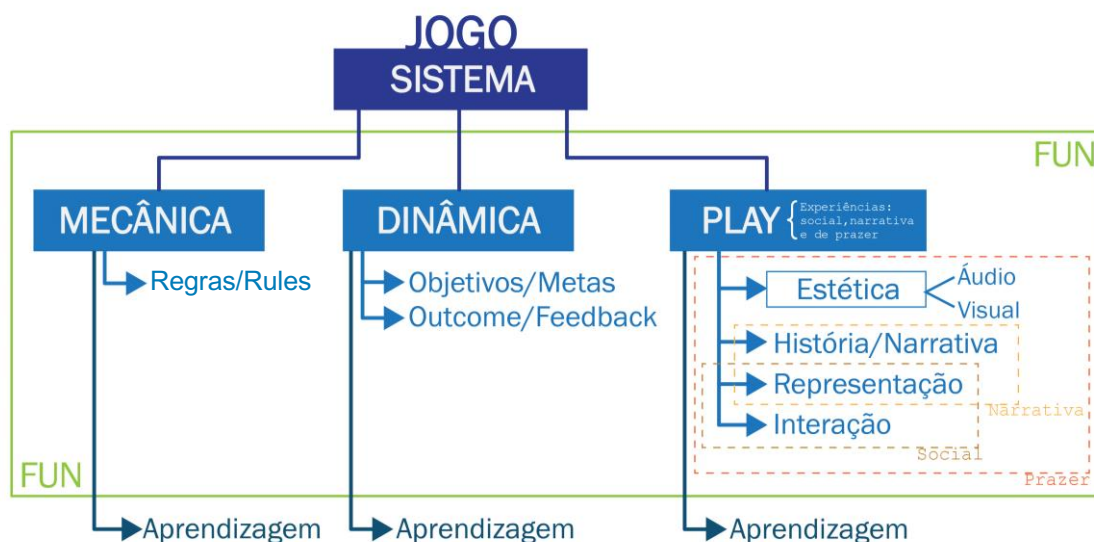 JOGO
SISTEMA
FUN
MECÂNICA
DINÂMICA
PLAY
Experiências:
social,narrativa
e de prazer
Regras/Rules
Objetivos/Metas
Outcome/Feedback
Estética
Áudio
Visual
História/Narrativa
Representação
Narrativa
Interação
Social
Prazer
FUN
Aprendizagem
Aprendizagem
Aprendizagem